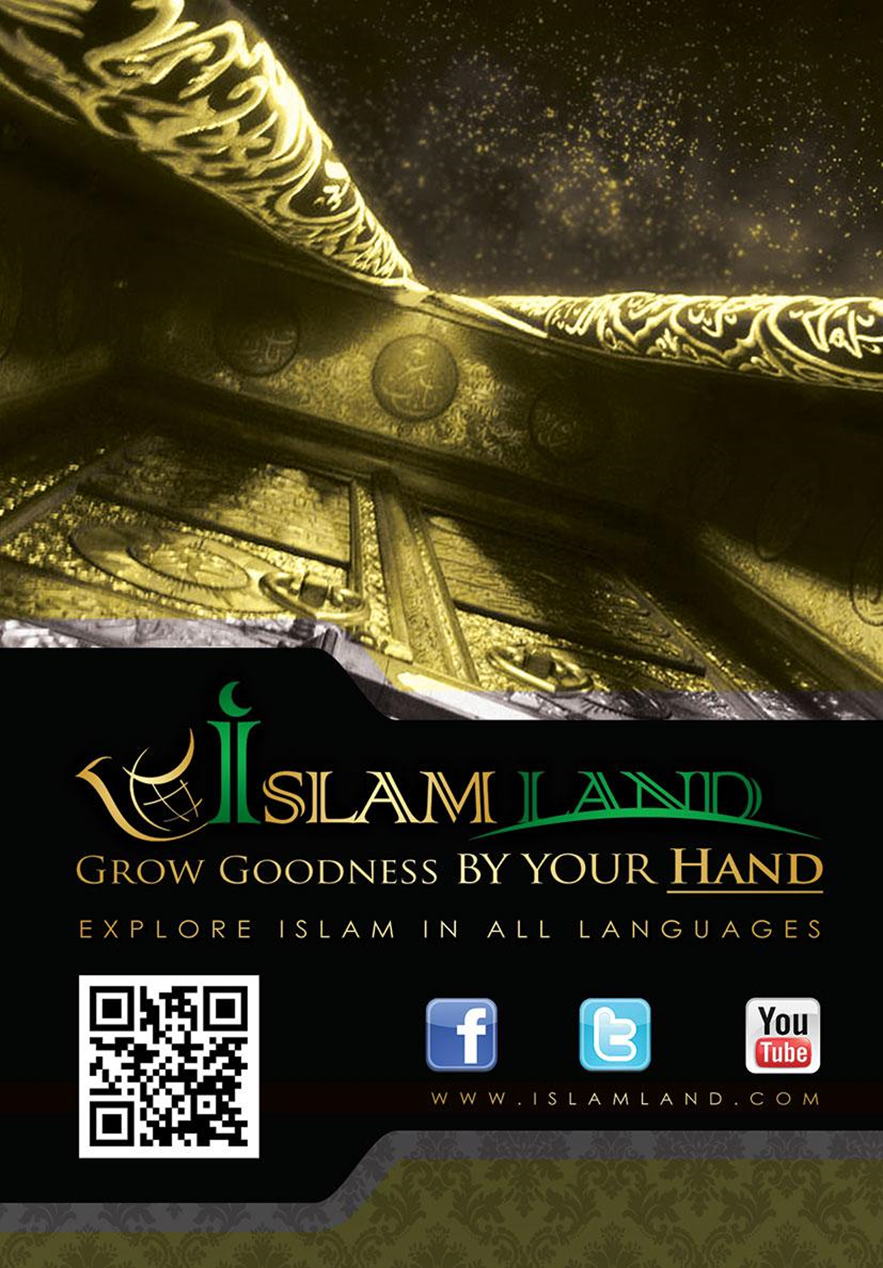 ISLAM LAND
GROW GOODNESS BY YOUR HAND
EXPLORE ISLAM IN ALL LANGUAGES
f
t
You
Tube
WWW.ISLAMLAND.COM